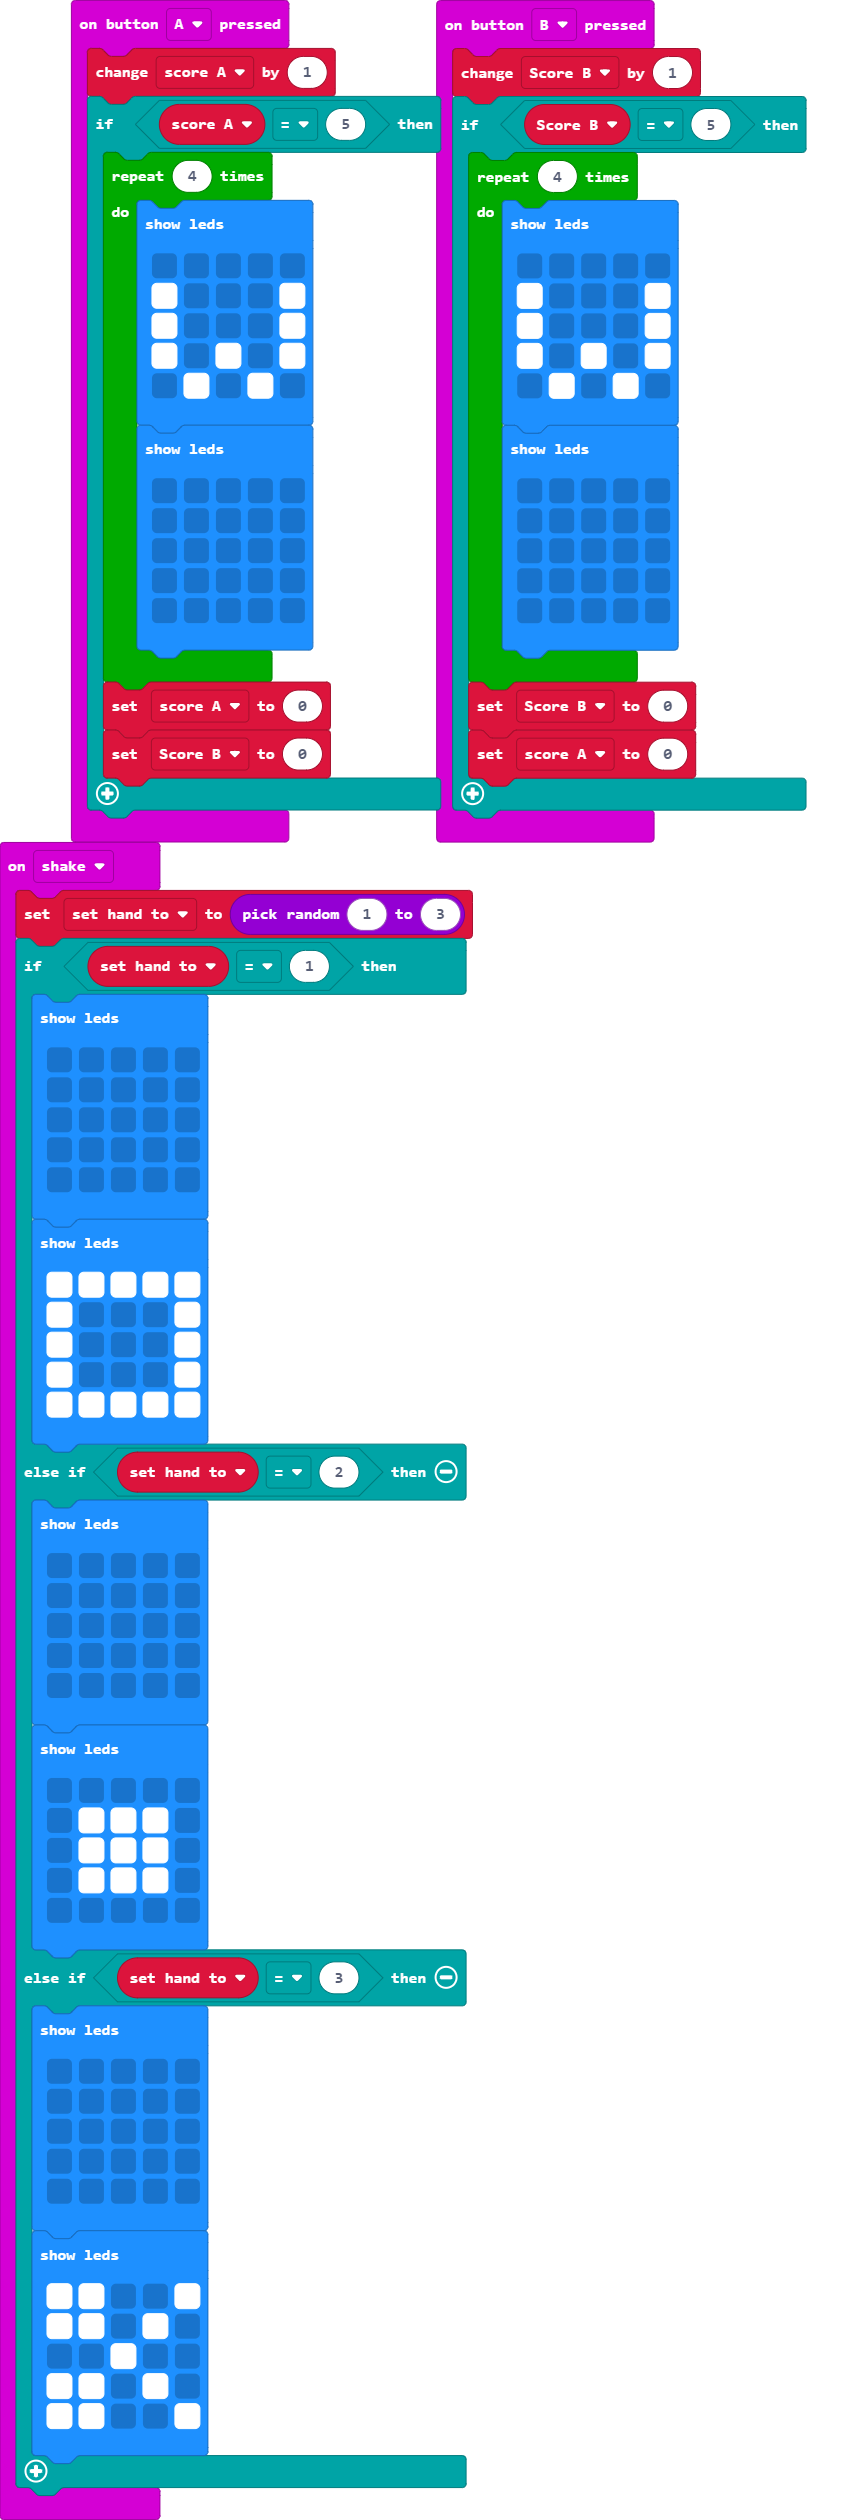 on button A pressed
change score A by 1
if score A = 5 then
repeat 4 times
do
show leds
show leds
set score A to 0
set Score B to 0
on button B pressed
change Score B by 1
if Score B = 5 then
repeat 4 times
do
show leds
show leds
set Score B to 0
set score A to 0
on shake
set set hand to to pick random 1 to 3
if set hand to = 1 then
show leds
show leds
else if set hand to = 2 then
show leds
show leds
else if set hand to = 3 then
show leds
show leds